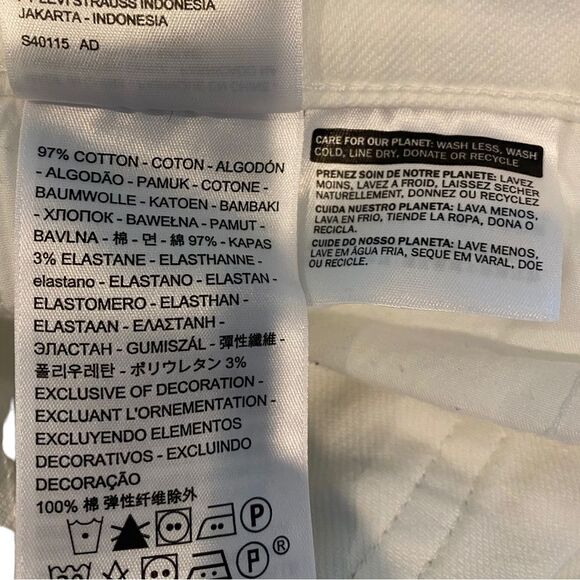 LEVI STRAUSS INDONESIA
JAKARTA - INDONESIA
S40115 AD
97% COTTON - COTON - ALGODÓN
- ALGODÃO - PAMUK - COTONE -
BAUMWOLLE - KATOEN - BAMBAKI
- ХЛОПОК - BAWEŁNA - PAMUT -
BAVLNA - 棉 - 면 - 綿 97% - KAPAS
3% ELASTANE - ELASTHANNE -
elastano - ELASTANO - ELASTAN -
ELASTOMERO - ELASTHAN -
ELASTAAN - ΕΛΑΣΤΑΝΗ -
ЭЛАСТАН - GUMISZÁL - 彈性纖維 -
폴리우레탄 - ポリウレタン 3%
EXCLUSIVE OF DECORATION -
EXCLUANT L'ORNEMENTATION -
EXCLUYENDO ELEMENTOS
DECORATIVOS - EXCLUINDO
DECORAÇÃO
100% 棉 弹性纤维除外
P
P ®
CARE FOR OUR PLANET: WASH LESS, WASH
COLD, LINE DRY, DONATE OR RECYCLE
PRENEZ SOIN DE NOTRE PLANETE: LAVEZ
MOINS, LAVEZ A FROID, LAISSEZ SECHER
NATURELLEMENT, DONNEZ OU RECYCLEZ
CUIDA NUESTRO PLANETA: LAVA MENOS,
LAVA EN FRIO, TIENDE LA ROPA, DONA O
RECICLA.
CUIDE DO NOSSO PLANETA: LAVE MENOS,
LAVE EM ÁGUA FRIA, SEQUE EM VARAL, DOE
OU RECICLE.